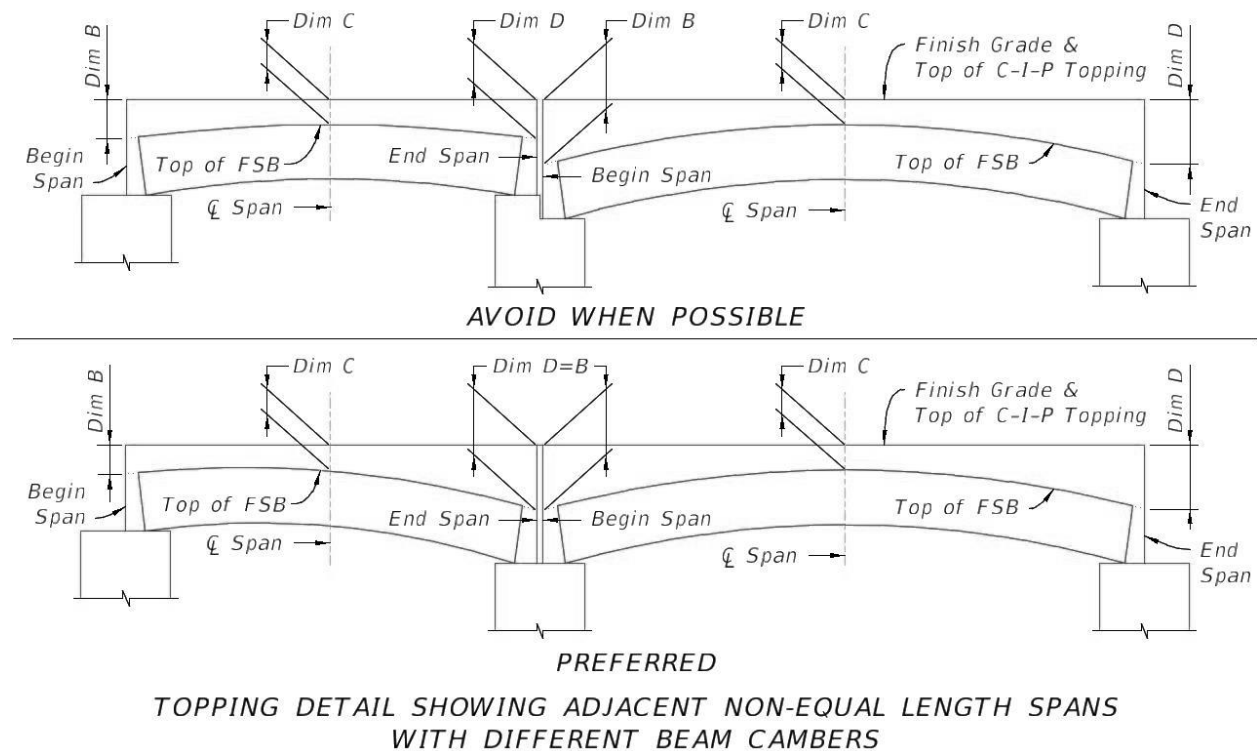 Dim C
Dim D
Dim B
Dim C
Finish Grade &
Top of C-I-P Topping
Dim B
Dim D
Begin
Span
Top of FSB
End Span
Begin Span
Top of FSB
℄ Span
℄ Span
End
Span
AVOID WHEN POSSIBLE
Dim C
Dim D=B
Dim C
Finish Grade &
Top of C-I-P Topping
Dim B
Dim D
Begin
Span
Top of FSB
End Span
Begin Span
Top of FSB
℄ Span
℄ Span
End
Span
PREFERRED
TOPPING DETAIL SHOWING ADJACENT NON-EQUAL LENGTH SPANS
WITH DIFFERENT BEAM CAMBERS